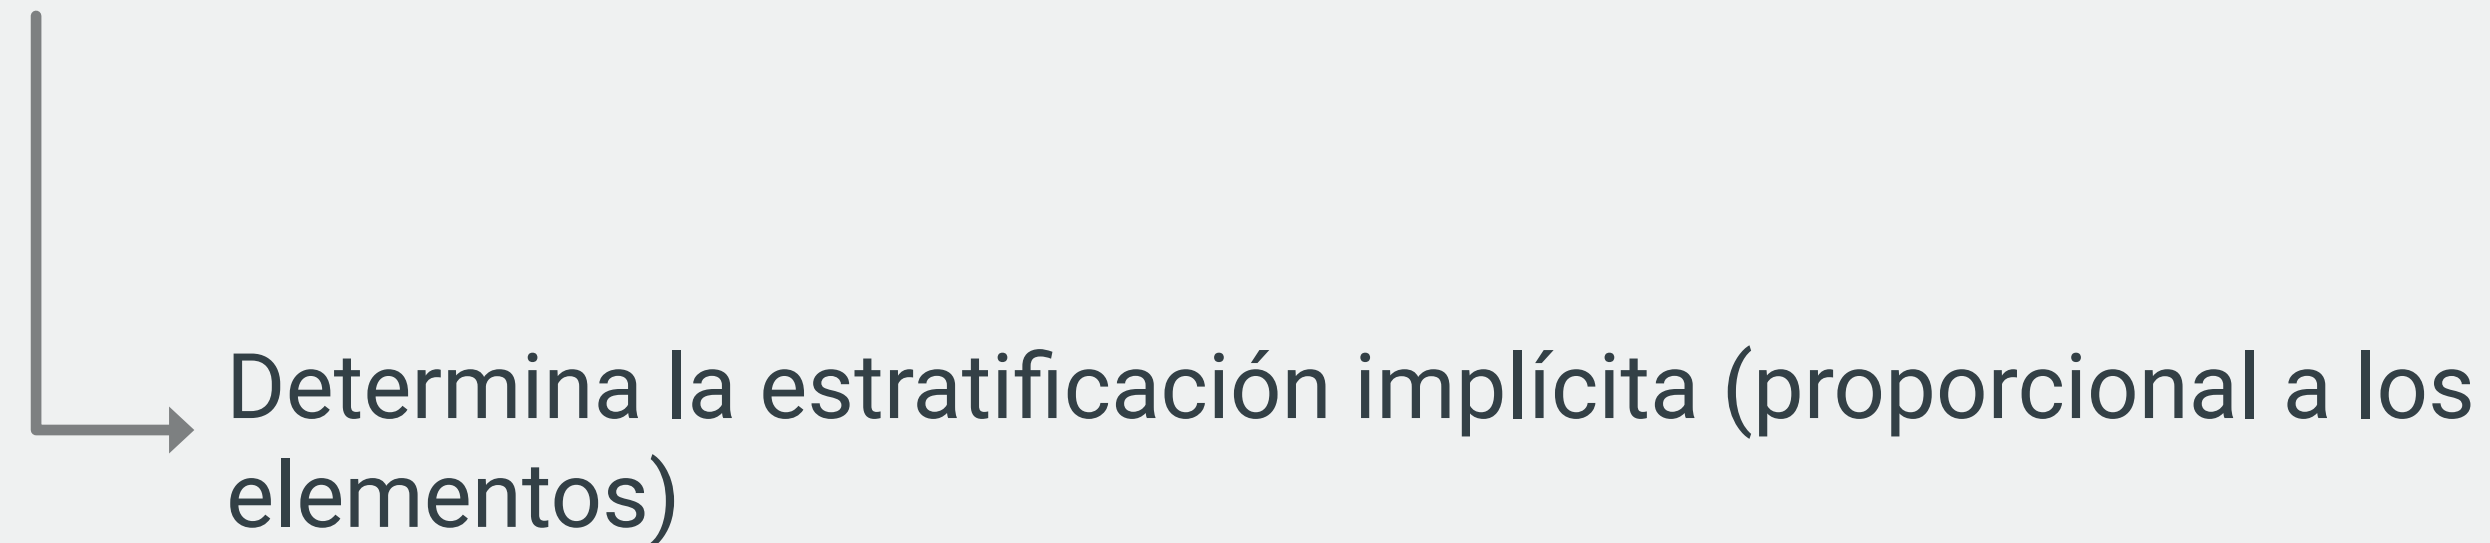 Determina la estratificación implícita (proporcional a los
elementos)